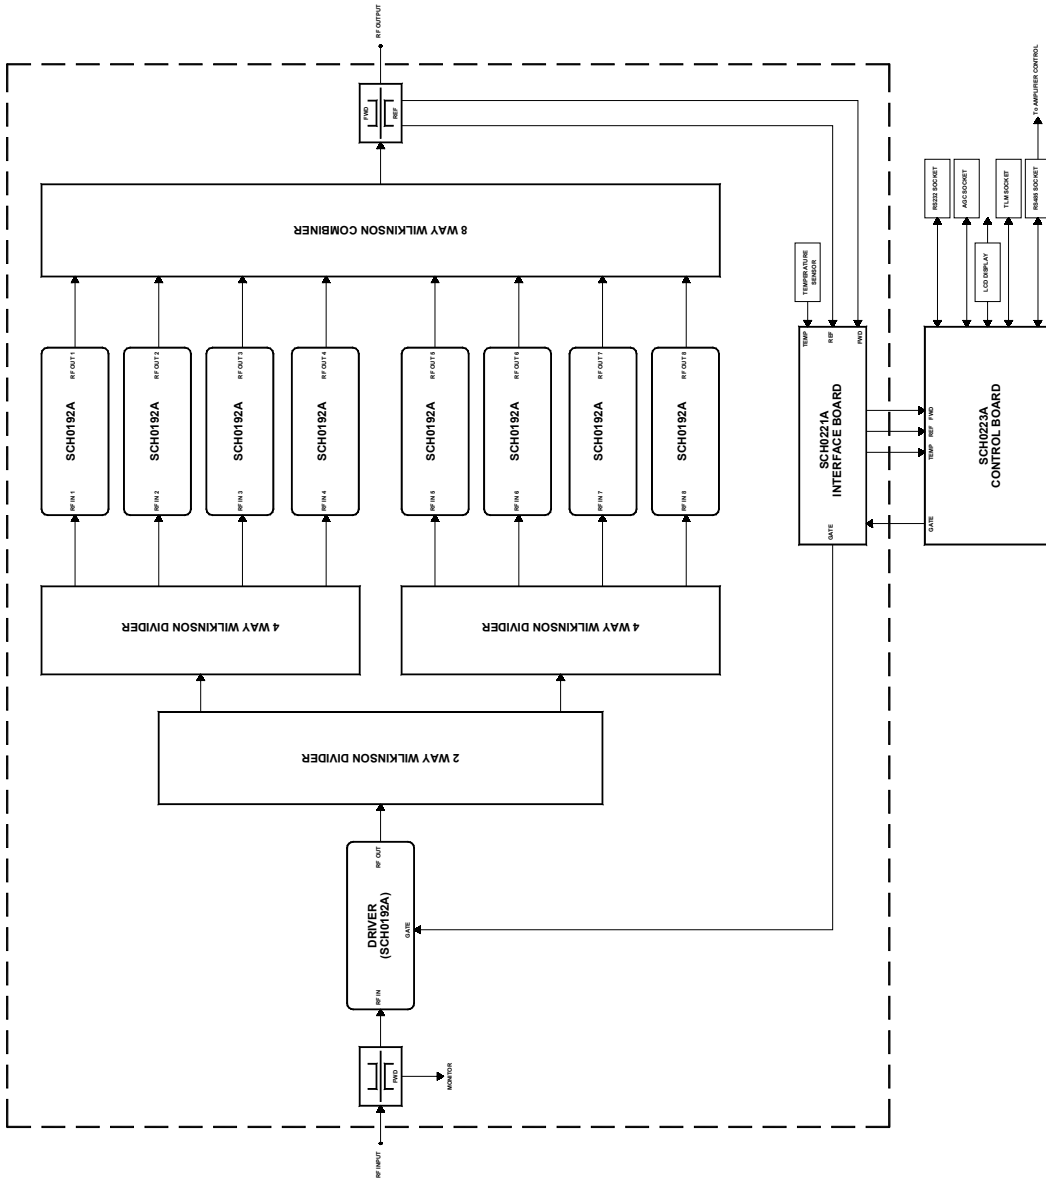 RF OUTPUT
FWD
REF
To AMPLIFIER CONTROL
RS232 SOCKET
AGC SOCKET
TLM SOCKET
RS485 SOCKET
LCD DISPLAY
8 WAY WILKINSON COMBINER
TEMPERATURE
SENSOR
RF OUT 1
SCH0192A
RF IN 1
RF OUT 2
SCH0192A
RF IN 2
RF OUT 3
SCH0192A
RF IN 3
RF OUT 4
SCH0192A
RF IN 4
RF OUT 5
SCH0192A
RF IN 5
RF OUT 6
SCH0192A
RF IN 6
RF OUT 7
SCH0192A
RF IN 7
RF OUT 8
SCH0192A
RF IN 8
TEMP
REF
FWD
SCH0221A
INTERFACE BOARD
GATE
FWD
REF
TEMP
GATE
SCH0223A
CONTROL BOARD
4 WAY WILKINSON DIVIDER
4 WAY WILKINSON DIVIDER
2 WAY WILKINSON DIVIDER
RF OUT
DRIVER
(SCH0192A)
GATE
RF IN
FWD
MONITOR
RF INPUT